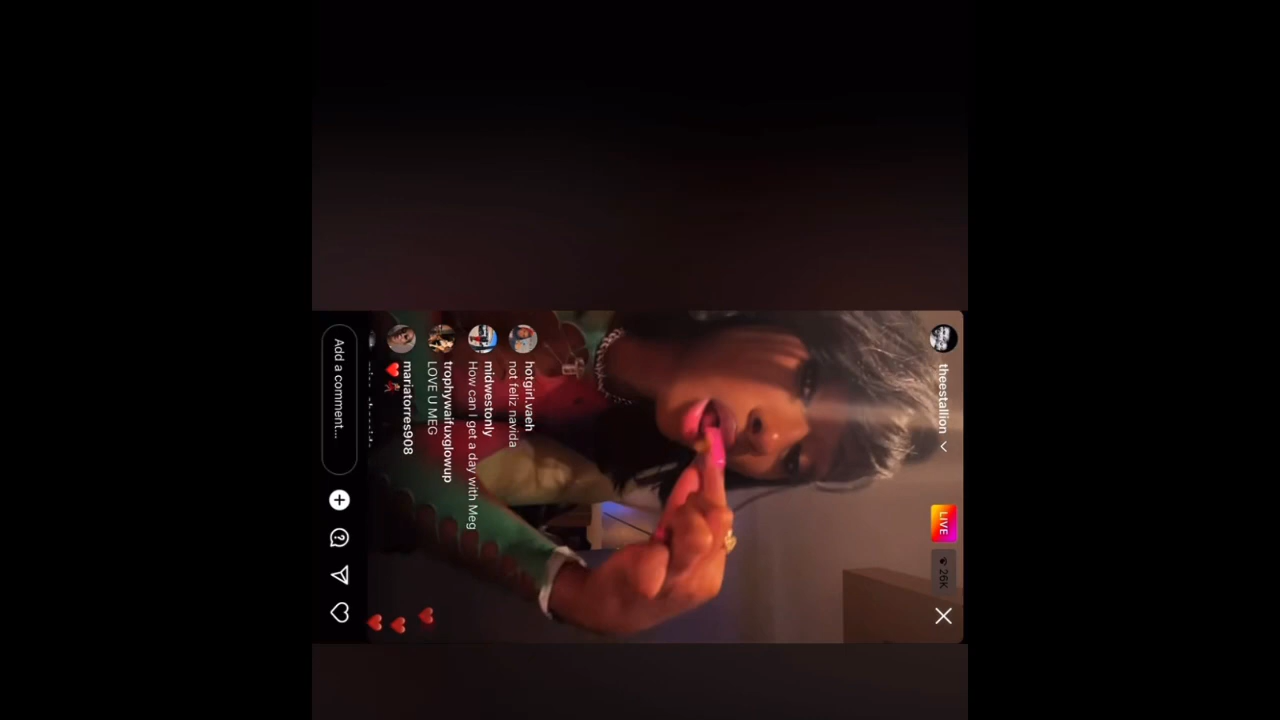 theestallion
LIVE
26K
hotgirl.vaeh
not feliz navida
midwestonly
How can I get a day with Meg
trophywaifuxglowup
LOVE U MEG
mariatorres908
Add a comment...